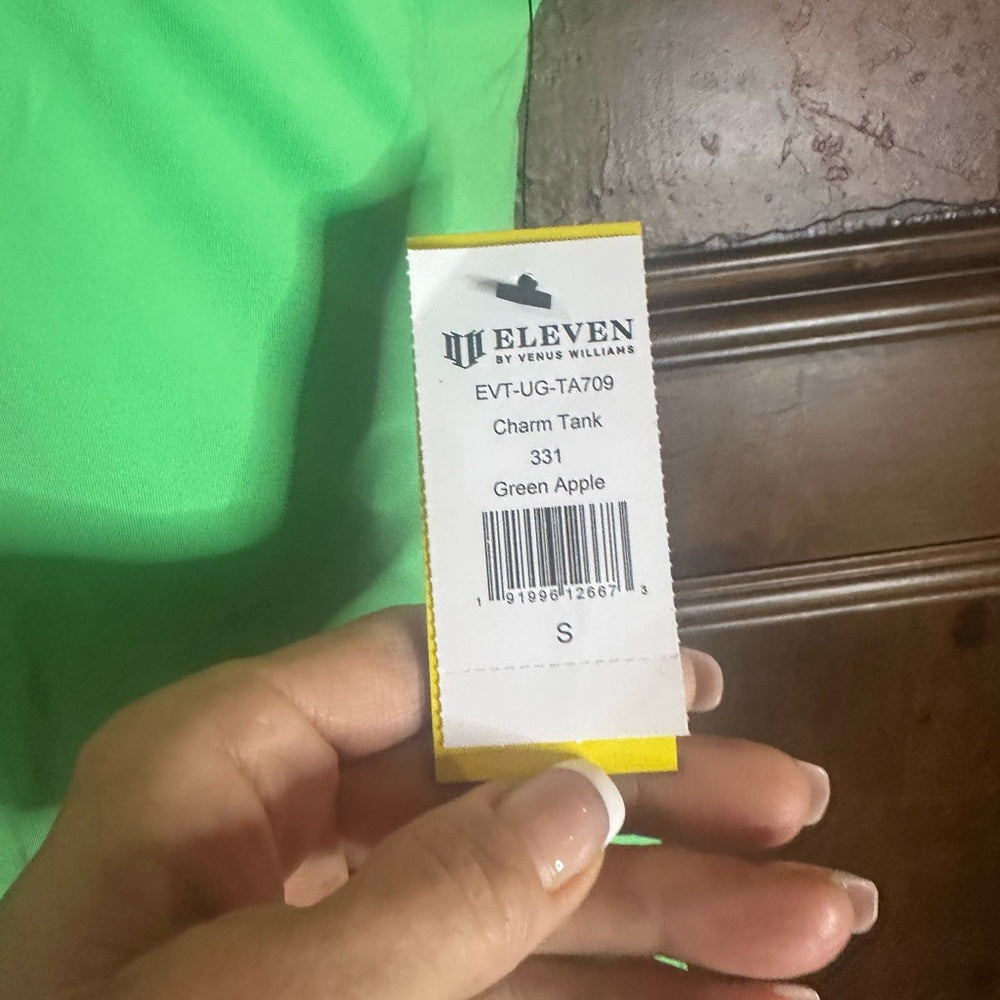 ELEVEN
BY VENUS WILLIAMS
EVT-UG-TA709
Charm Tank
331
Green Apple
1 91996 12667 3
S